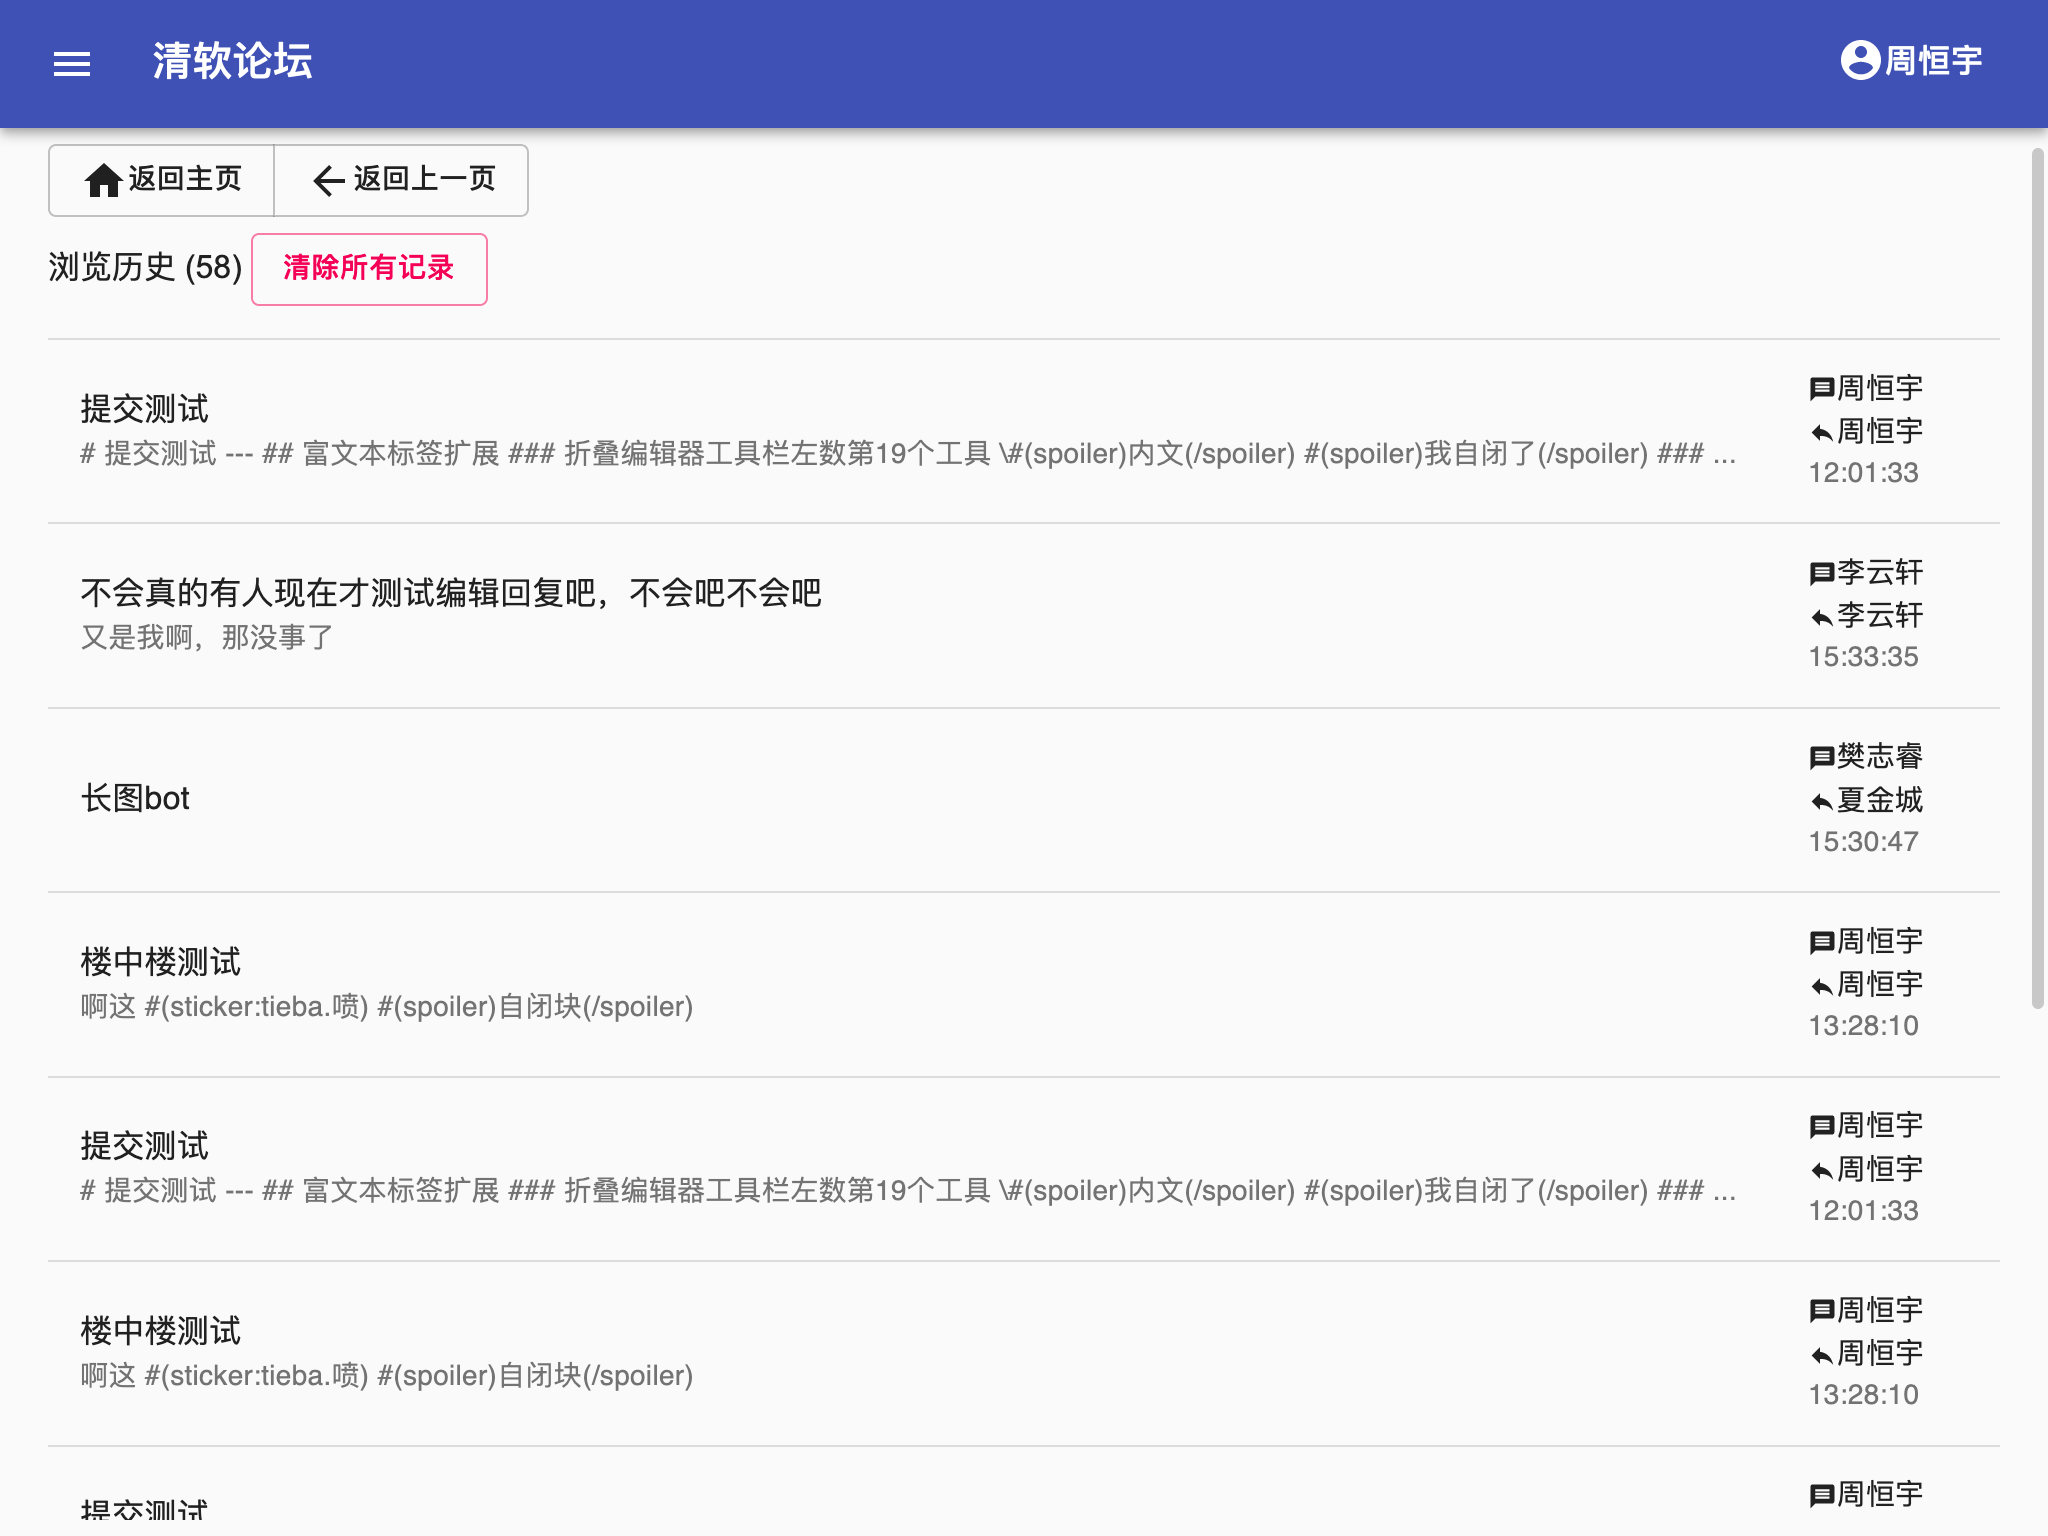 清软论坛
周恒宇
返回主页
返回上一页
浏览历史 (58)
清除所有记录
提交测试
# 提交测试 --- ## 富文本标签扩展 ### 折叠编辑器工具栏左数第19个工具 \#(spoiler)内文(/spoiler) #(spoiler)我自闭了(/spoiler) ### ...
周恒宇
周恒宇
12:01:33
不会真的有人现在才测试编辑回复吧，不会吧不会吧
又是我啊，那没事了
李云轩
李云轩
15:33:35
长图bot
樊志睿
夏金城
15:30:47
楼中楼测试
啊这 #(sticker:tieba.喷) #(spoiler)自闭块(/spoiler)
周恒宇
周恒宇
13:28:10
提交测试
# 提交测试 --- ## 富文本标签扩展 ### 折叠编辑器工具栏左数第19个工具 \#(spoiler)内文(/spoiler) #(spoiler)我自闭了(/spoiler) ### ...
周恒宇
周恒宇
12:01:33
楼中楼测试
啊这 #(sticker:tieba.喷) #(spoiler)自闭块(/spoiler)
周恒宇
周恒宇
13:28:10
提交测试
周恒宇